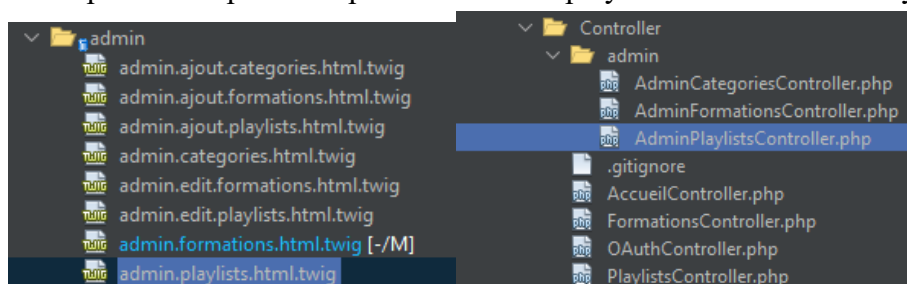 admin
admin.ajout.categories.html.twig
admin.ajout.formations.html.twig
admin.ajout.playlists.html.twig
admin.categories.html.twig
admin.edit.formations.html.twig
admin.edit.playlists.html.twig
admin.formations.html.twig [-/M]
admin.playlists.html.twig
Controller
admin
AdminCategoriesController.php
AdminFormationsController.php
AdminPlaylistsController.php
.gitignore
AccueilController.php
FormationsController.php
OAuthController.php
PlaylistsController.php